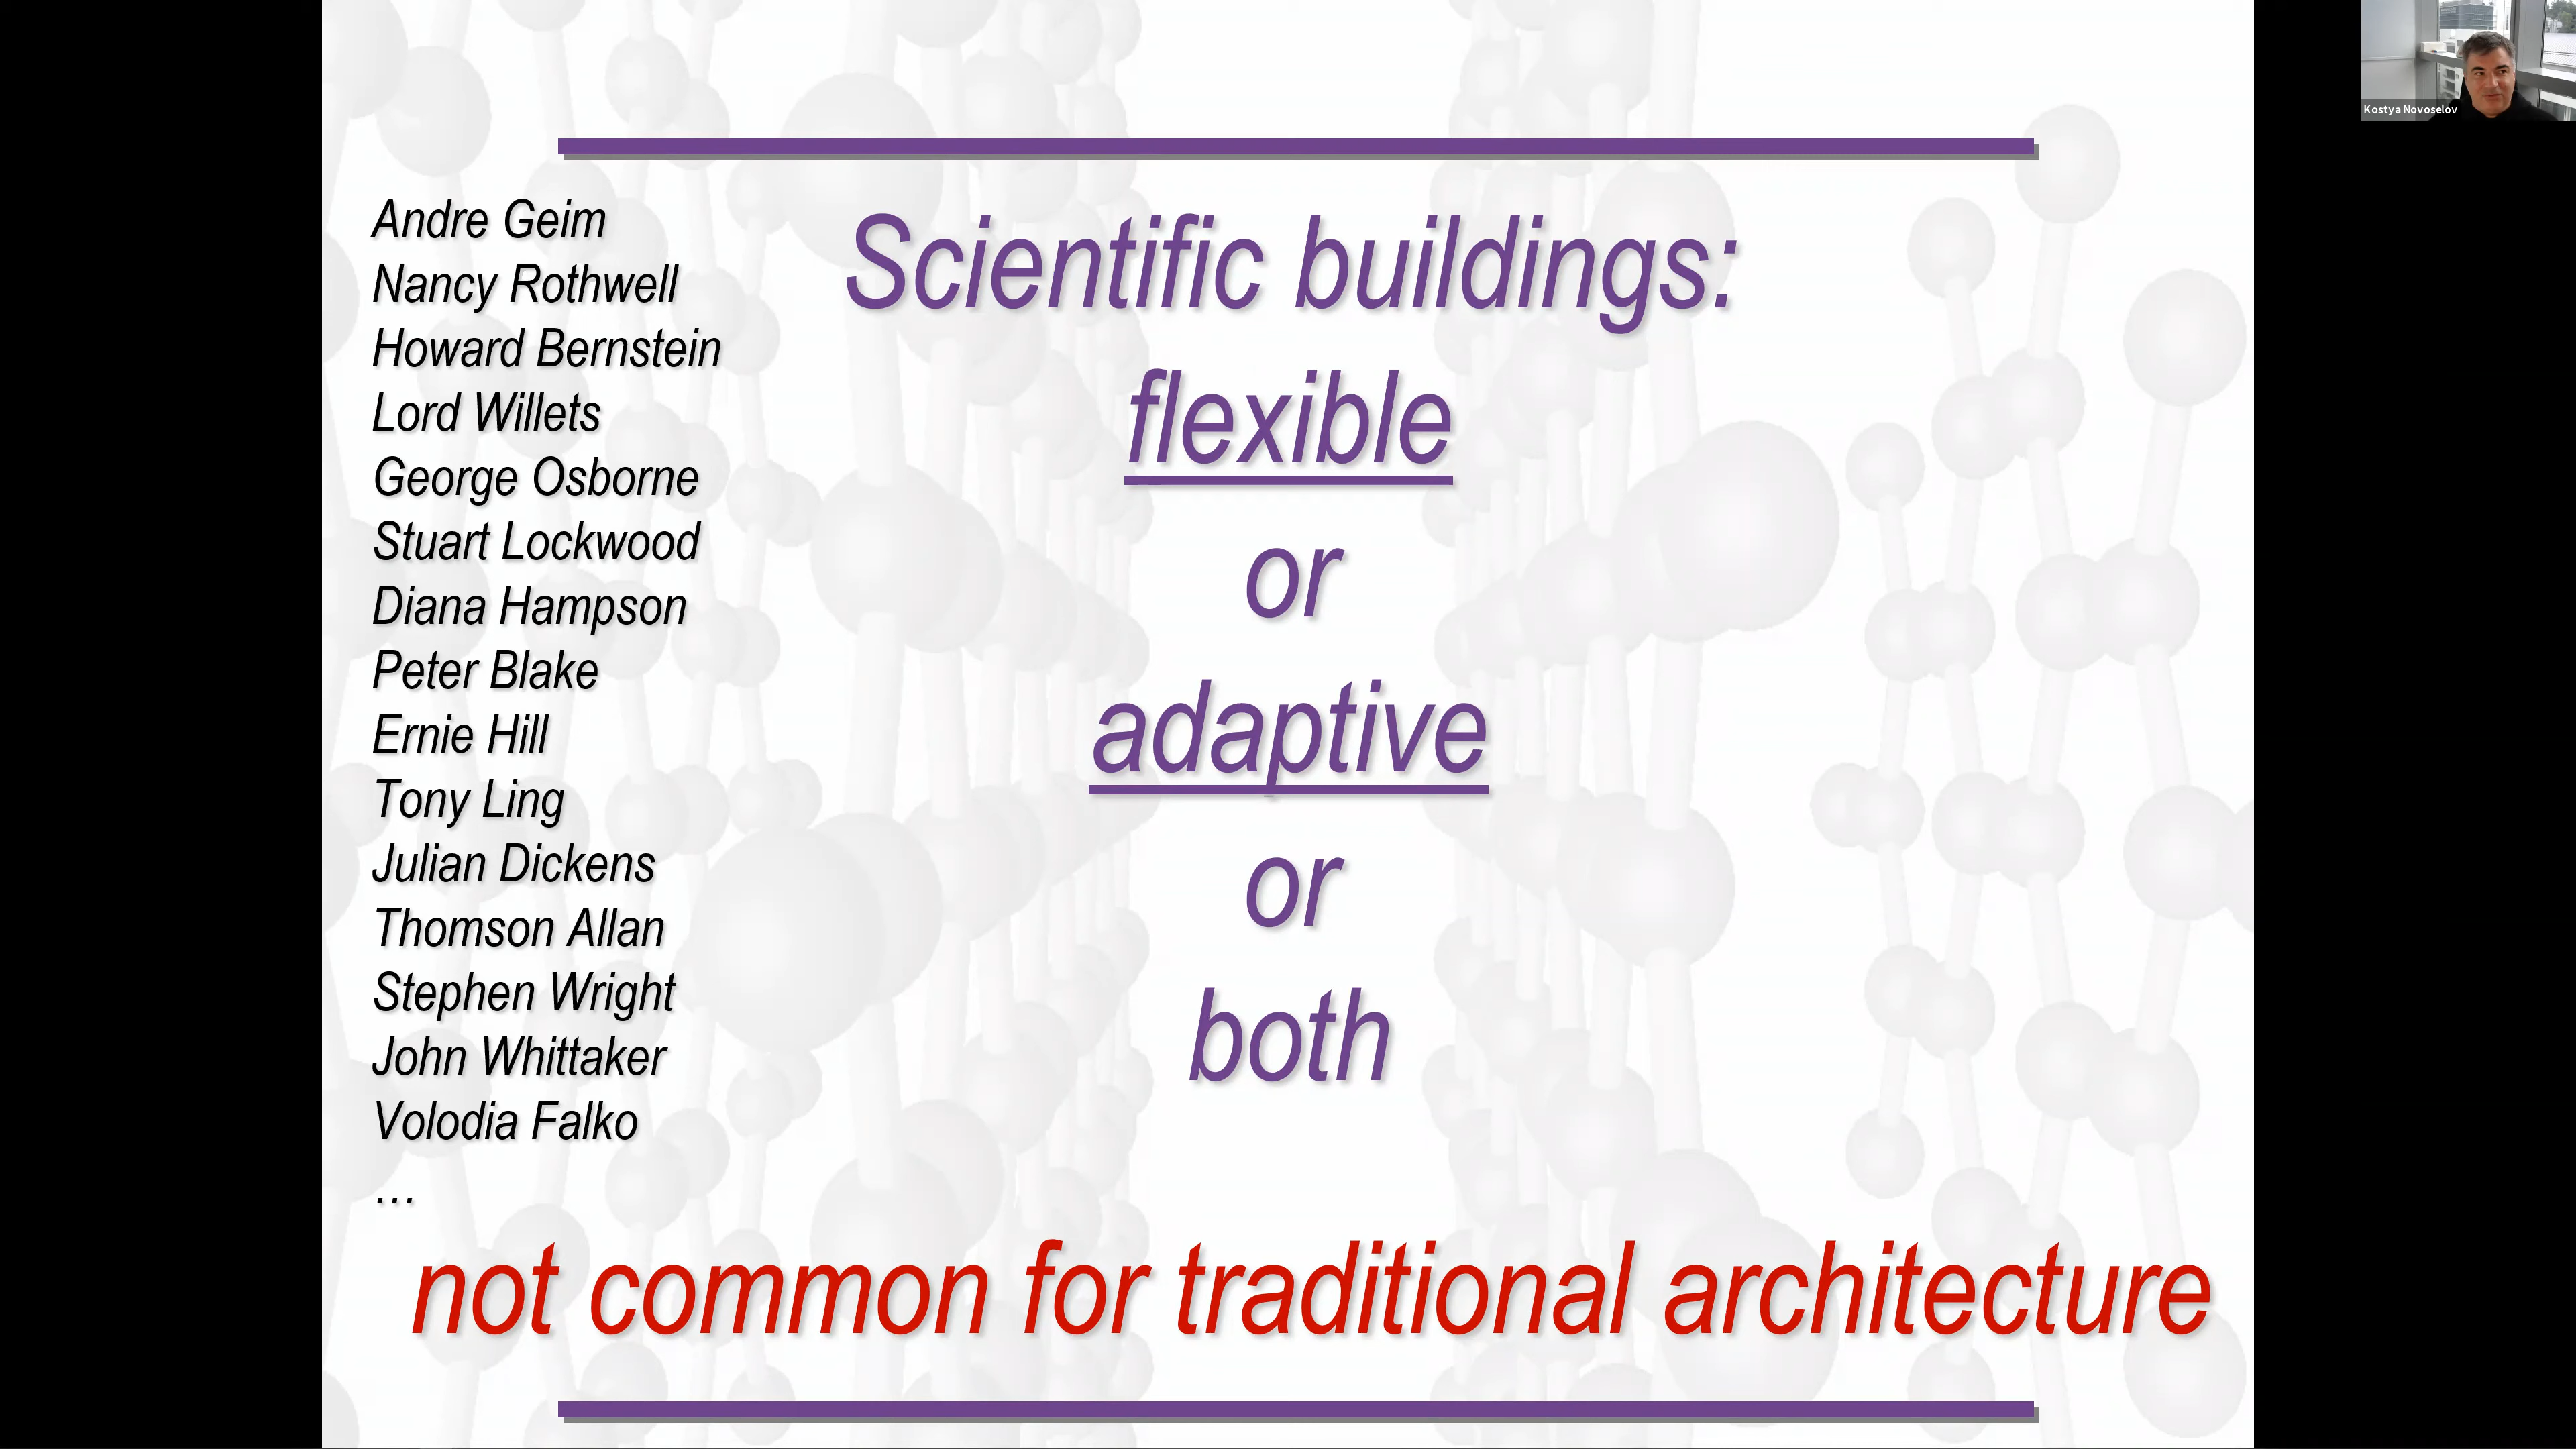 Andre Geim
Nancy Rothwell
Howard Bernstein
Lord Willets
George Osborne
Stuart Lockwood
Diana Hampson
Peter Blake
Ernie Hill
Tony Ling
Julian Dickens
Thomson Allan
Stephen Wright
John Whittaker
Volodia Falko
...
Scientific buildings:
flexible
or
adaptive
or
both
not common for traditional architecture
Kostya Novoselov